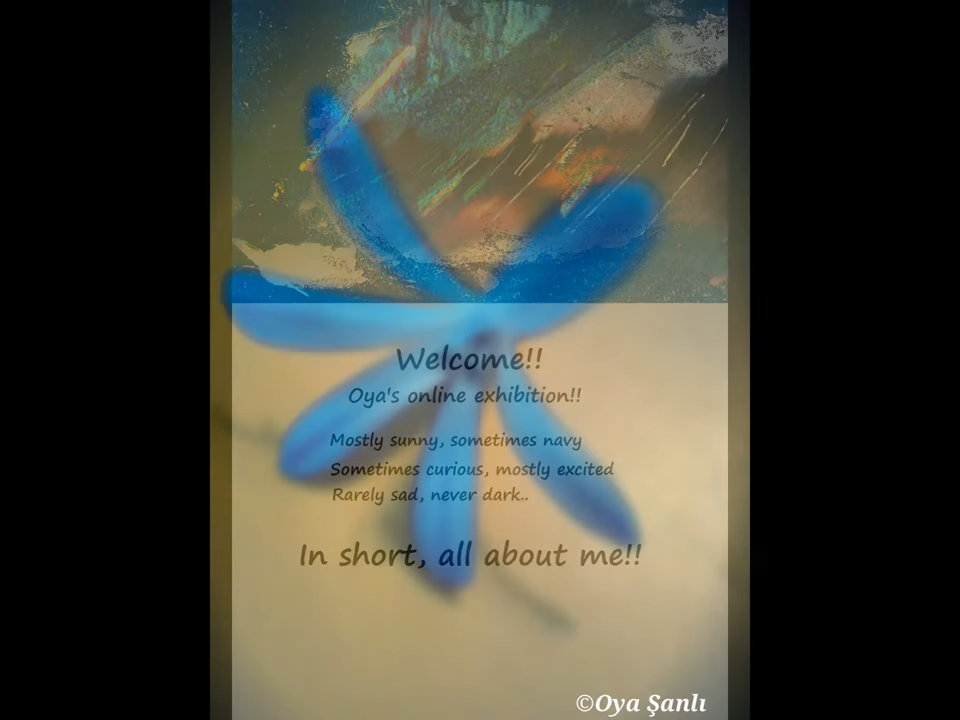 Welcome!!
Oya's online exhibition!!
Mostly sunny, sometimes navy
Sometimes curious, mostly excited
Rarely sad, never dark..
In short, all about me!!
©Oya Şanlı